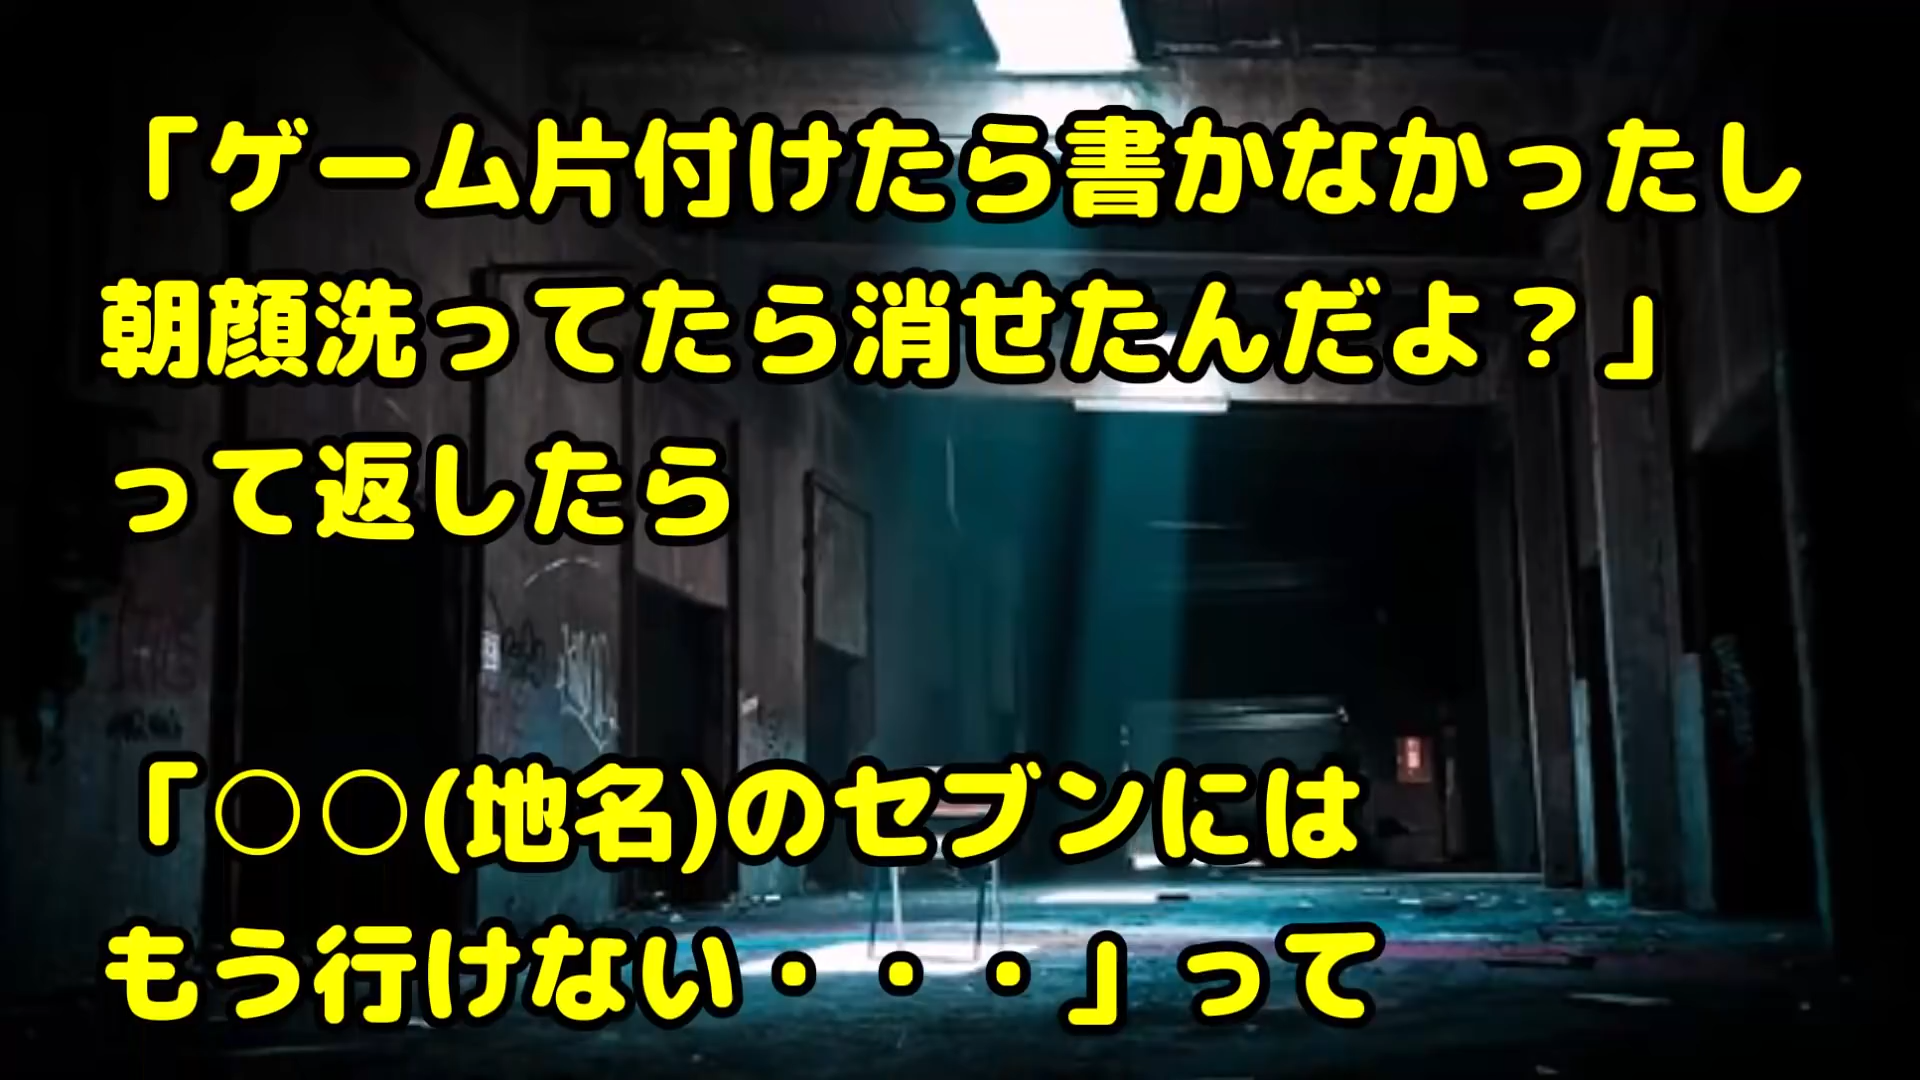 「ゲーム片付けたら書かなかったし
朝顔洗ってたら消せたんだよ？」
って返したら
「○○(地名)のセブンには
もう行けない・・・」って